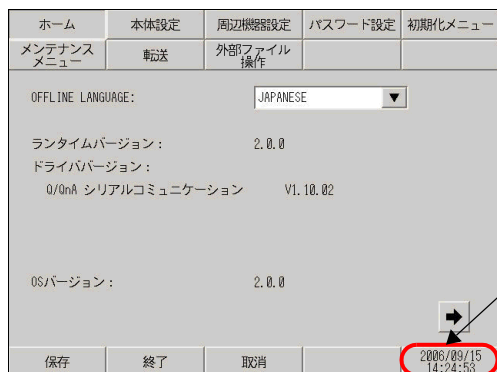 ホーム 本体設定 周辺機器設定 パスワード設定 初期化メニュー
メンテナンス
メニュー 転送 外部ファイル
操作
OFFLINE LANGUAGE: JAPANESE
ランタイムバージョン: 2.0.0
ドライババージョン:
Q/QnA シリアルコミュニケーション V1.10.02
OSバージョン: 2.0.0
保存 終了 取消 2006/09/15
14:24:53